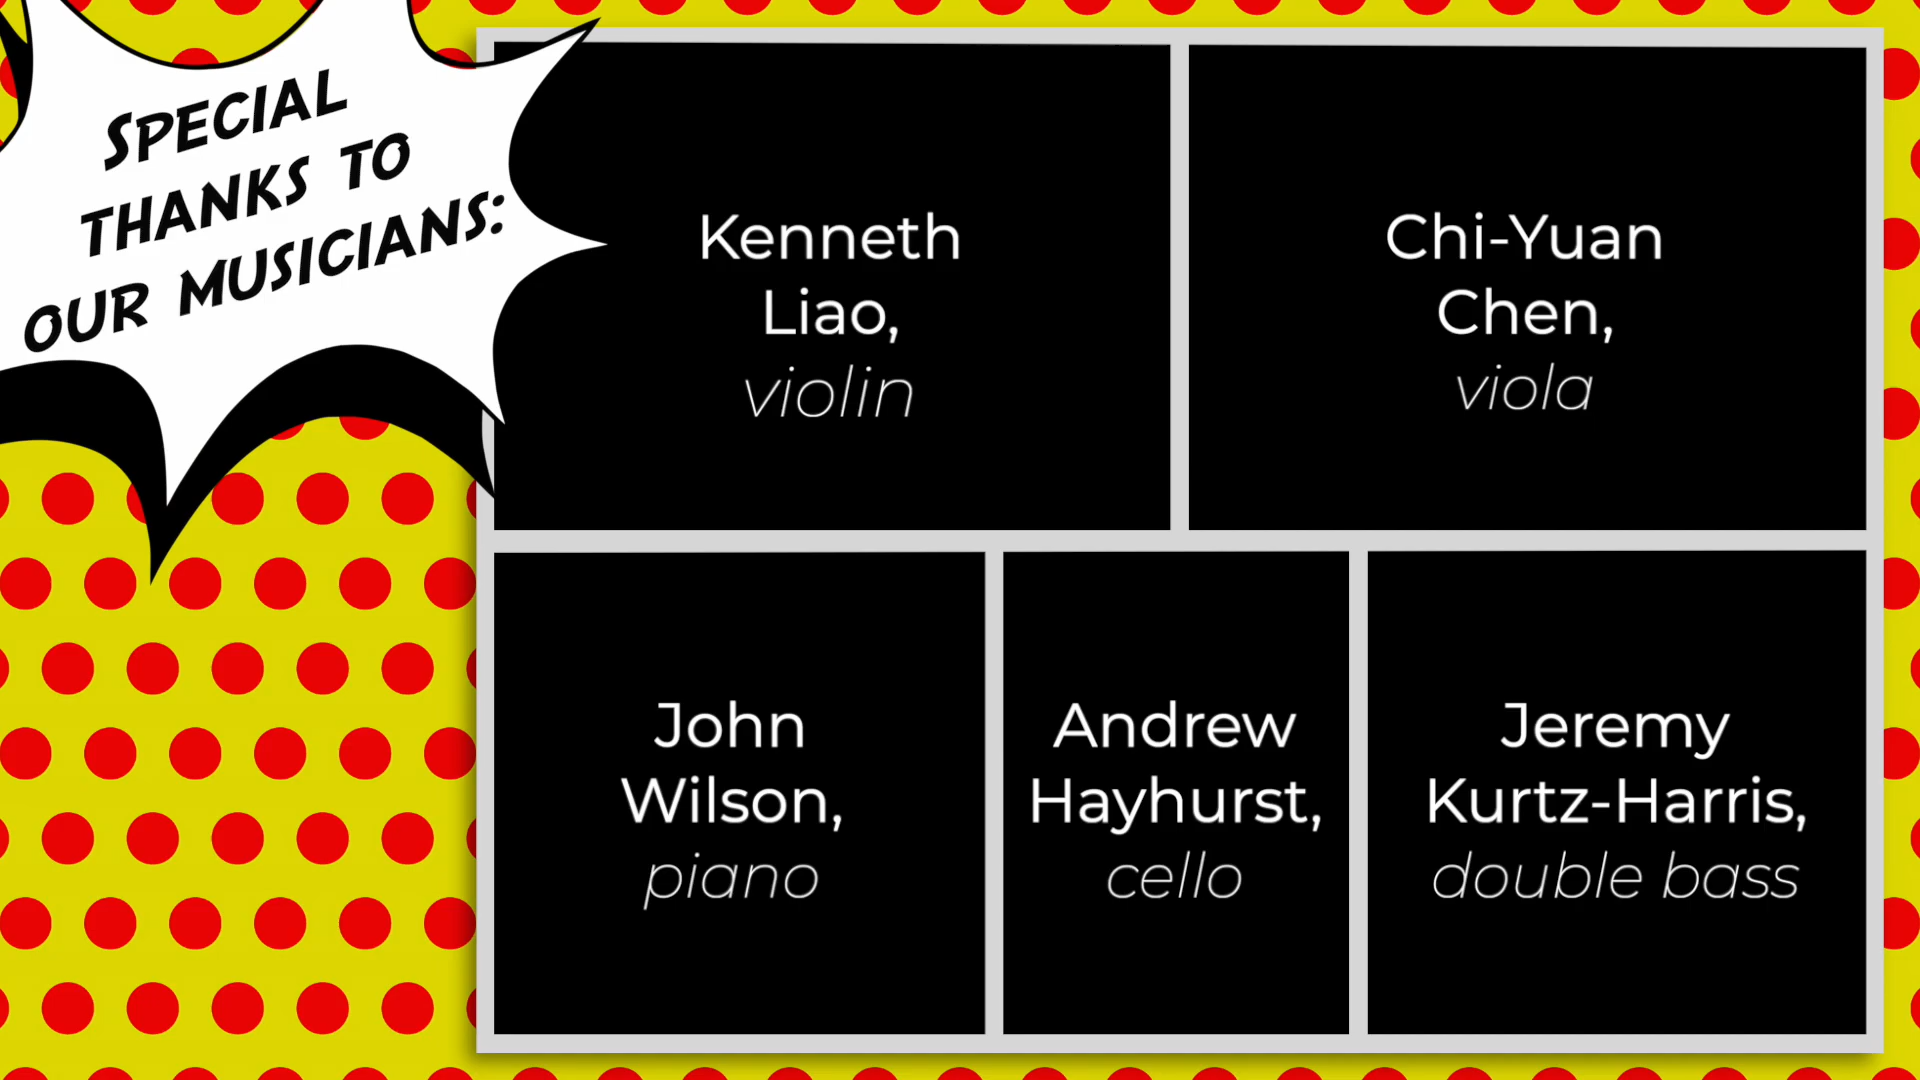 SPECIAL
THANKS TO
OUR MUSICIANS:
Kenneth
Liao,
violin
Chi-Yuan
Chen,
viola
John
Wilson,
piano
Andrew
Hayhurst,
cello
Jeremy
Kurtz-Harris,
double bass